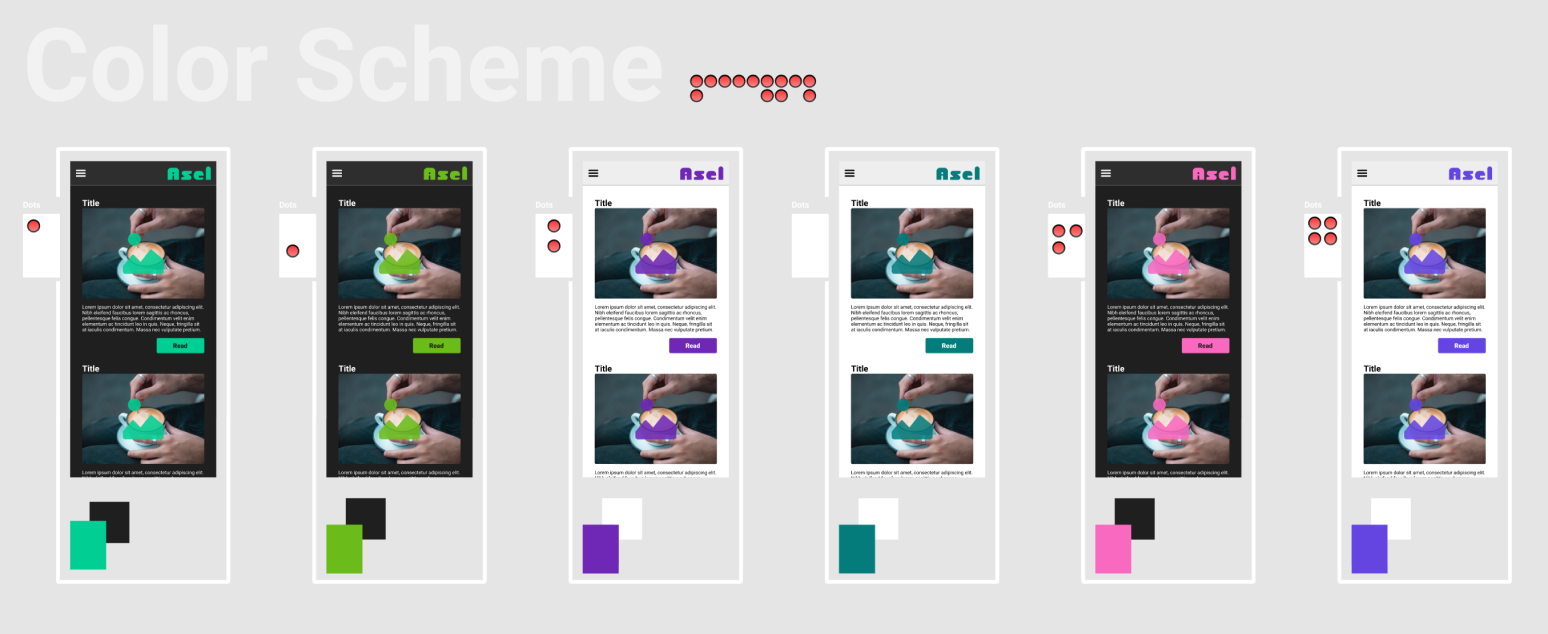 Color Scheme
Dots
Asel
Title
Lorem ipsum dolor sit amet, consectetur adipiscing elit.
Nibh eleifend faucibus lorem sagittis ac rhoncus,
pellentesque felis congue. Condimentum velit enim
elementum ac tincidunt leo in quis. Neque, fringilla sit
at iaculis condimentum. Massa nec vulputate pretium.
Read
Title
Lorem ipsum dolor sit amet, consectetur adipiscing elit.
Dots
Asel
Title
Lorem ipsum dolor sit amet, consectetur adipiscing elit.
Nibh eleifend faucibus lorem sagittis ac rhoncus,
pellentesque felis congue. Condimentum velit enim
elementum ac tincidunt leo in quis. Neque, fringilla sit
at iaculis condimentum. Massa nec vulputate pretium.
Read
Title
Lorem ipsum dolor sit amet, consectetur adipiscing elit.
Dots
Asel
Title
Lorem ipsum dolor sit amet, consectetur adipiscing elit.
Nibh eleifend faucibus lorem sagittis ac rhoncus,
pellentesque felis congue. Condimentum velit enim
elementum ac tincidunt leo in quis. Neque, fringilla sit
at iaculis condimentum. Massa nec vulputate pretium.
Read
Title
Lorem ipsum dolor sit amet, consectetur adipiscing elit.
Dots
Asel
Title
Lorem ipsum dolor sit amet, consectetur adipiscing elit.
Nibh eleifend faucibus lorem sagittis ac rhoncus,
pellentesque felis congue. Condimentum velit enim
elementum ac tincidunt leo in quis. Neque, fringilla sit
at iaculis condimentum. Massa nec vulputate pretium.
Read
Title
Lorem ipsum dolor sit amet, consectetur adipiscing elit.
Dots
Asel
Title
Lorem ipsum dolor sit amet, consectetur adipiscing elit.
Nibh eleifend faucibus lorem sagittis ac rhoncus,
pellentesque felis congue. Condimentum velit enim
elementum ac tincidunt leo in quis. Neque, fringilla sit
at iaculis condimentum. Massa nec vulputate pretium.
Read
Title
Lorem ipsum dolor sit amet, consectetur adipiscing elit.
Dots
Asel
Title
Lorem ipsum dolor sit amet, consectetur adipiscing elit.
Nibh eleifend faucibus lorem sagittis ac rhoncus,
pellentesque felis congue. Condimentum velit enim
elementum ac tincidunt leo in quis. Neque, fringilla sit
at iaculis condimentum. Massa nec vulputate pretium.
Read
Title
Lorem ipsum dolor sit amet, consectetur adipiscing elit.